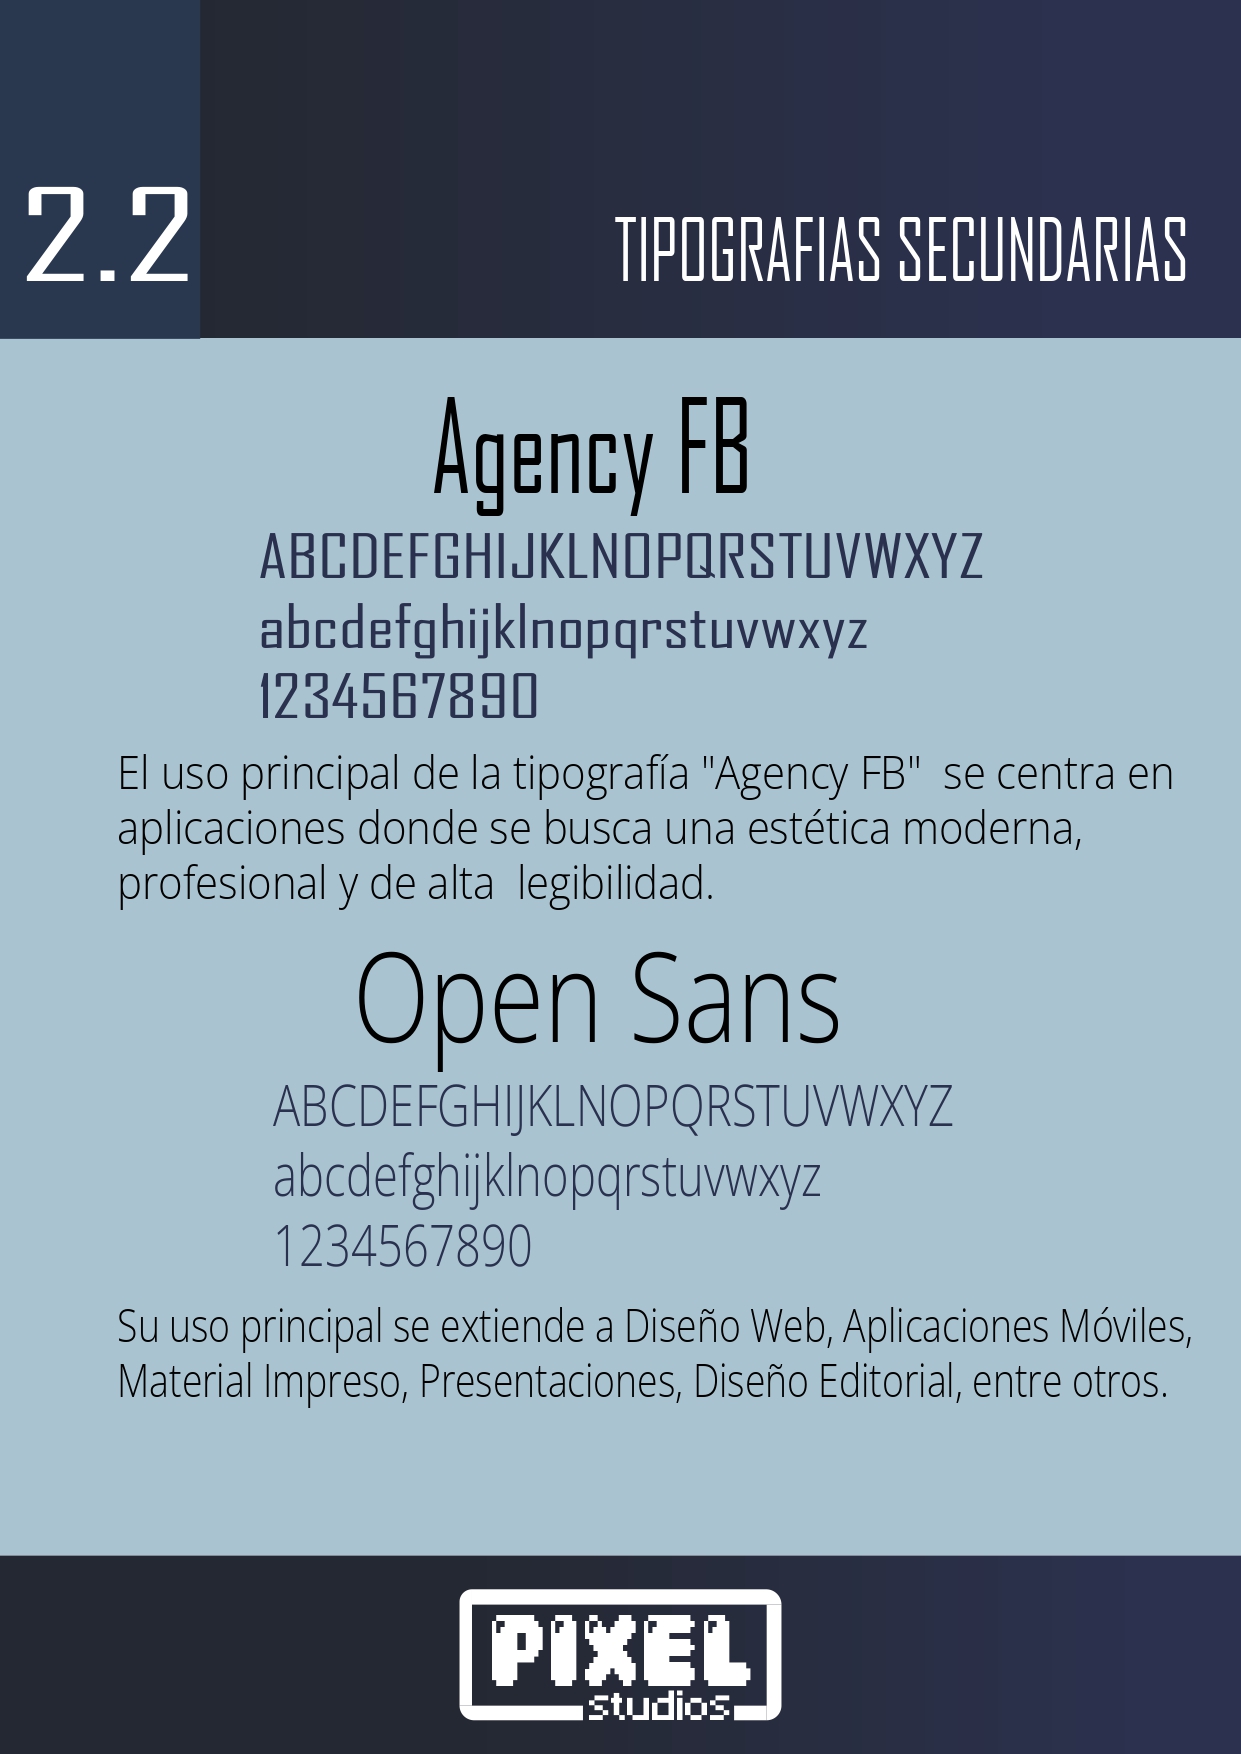 2.2
TIPOGRAFIAS SECUNDARIAS
Agency FB
ABCDEFGHIJKLNOPQRSTUVWXYZ
abcdefghijklnopqrstuvwxyz
1234567890
El uso principal de la tipografía "Agency FB"  se centra en
aplicaciones donde se busca una estética moderna,
profesional y de alta  legibilidad.
Open Sans
ABCDEFGHIJKLNOPQRSTUVWXYZ
abcdefghijklnopqrstuvwxyz
1234567890
Su uso principal se extiende a Diseño Web, Aplicaciones Móviles,
Material Impreso, Presentaciones, Diseño Editorial, entre otros.
PIXEL
studios